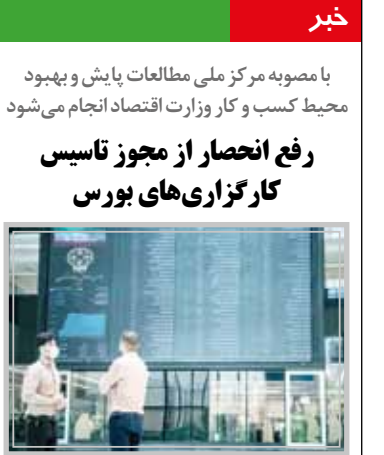 خبر
با مصوبه مرکز ملی مطالعات پایش و بهبود
محیط کسب و کار وزارت اقتصاد انجام می‌شود
رفع انحصار از مجوز تاسیس
کارگزاری‌های بورس